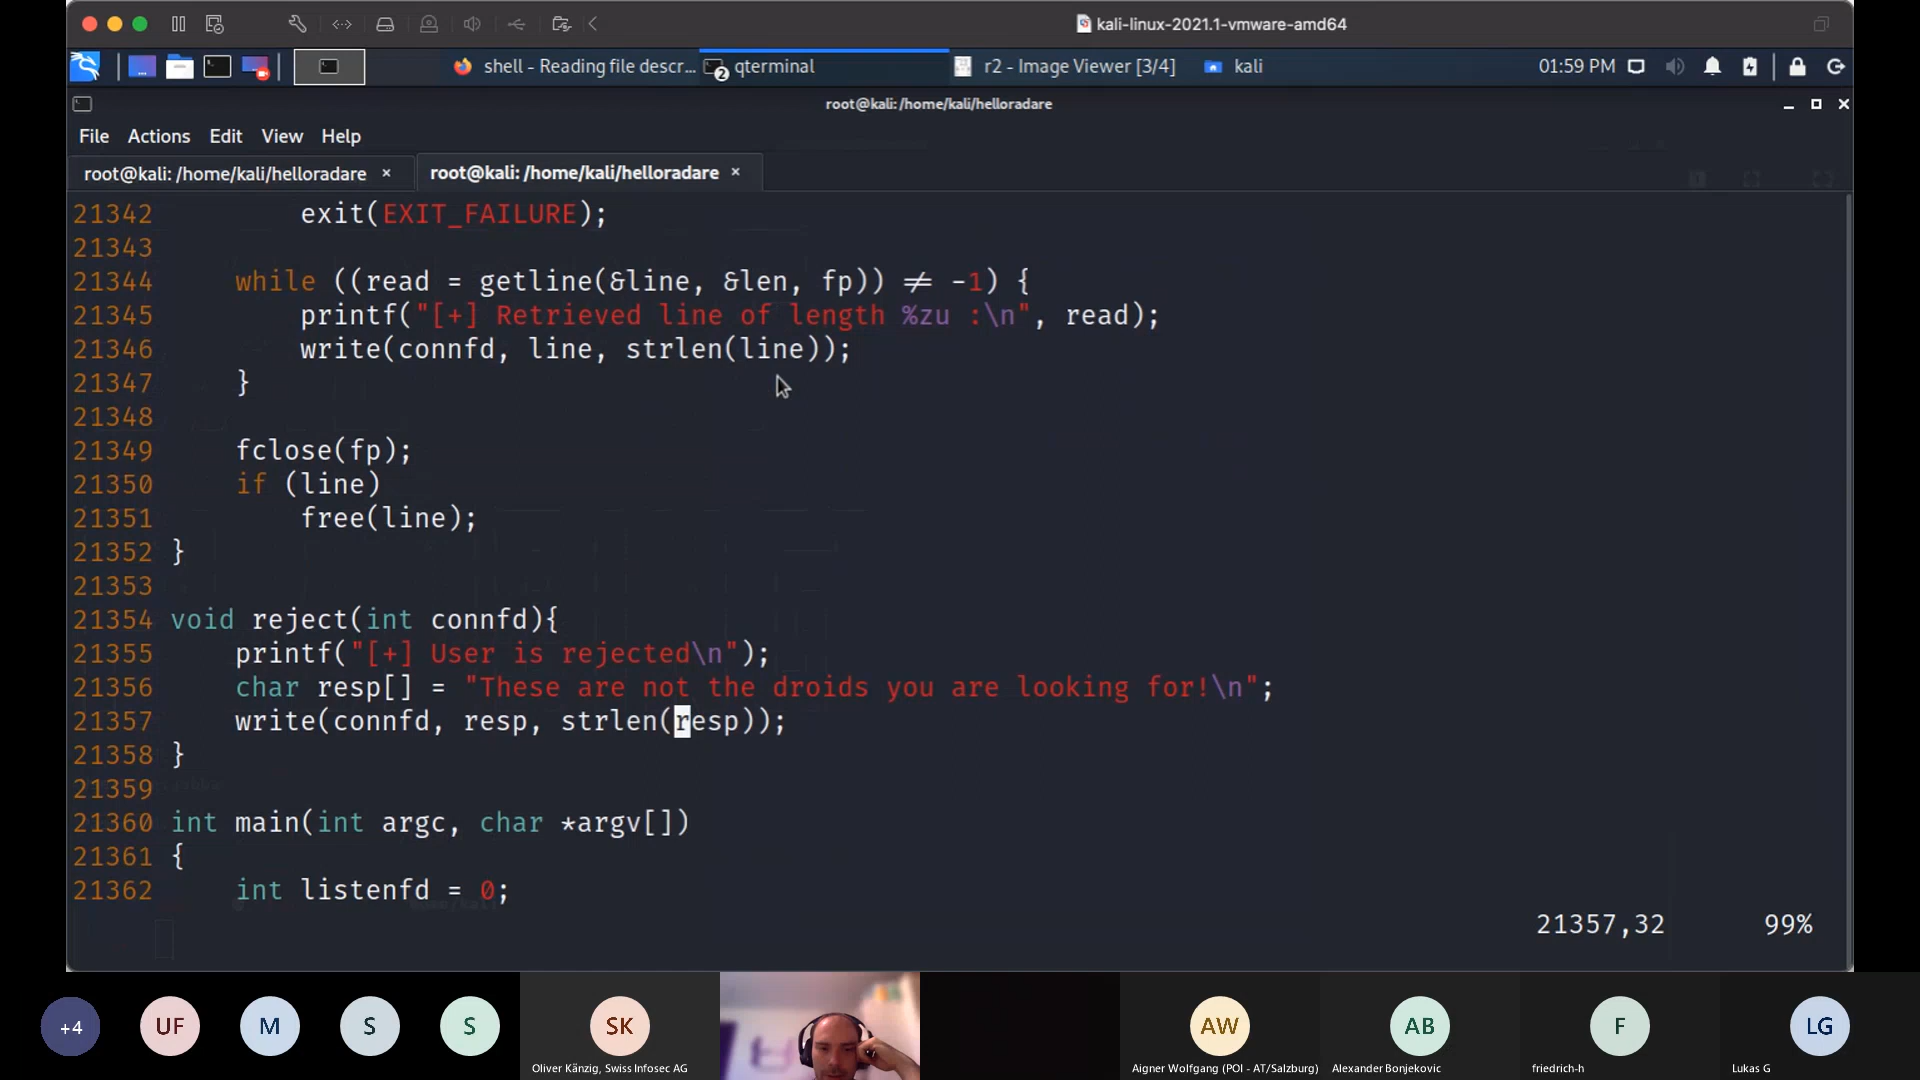 kali-linux-2021.1-vmware-amd64
shell - Reading file descr...
2 qterminal
r2 - Image Viewer [3/4]
kali
01:59 PM
root@kali: /home/kali/helloradare
File Actions Edit View Help
root@kali: /home/kali/helloradare ×
root@kali: /home/kali/helloradare ×
21342         exit(EXIT_FAILURE);
21343
21344     while ((read = getline(&line, &len, fp)) ≠ -1) {
21345         printf("[+] Retrieved line of length %zu :\n", read);
21346         write(connfd, line, strlen(line));
21347     }
21348
21349     fclose(fp);
21350     if (line)
21351         free(line);
21352 }
21353
21354 void reject(int connfd){
21355     printf("[+] User is rejected\n");
21356     char resp[] = "These are not the droids you are looking for!\n";
21357     write(connfd, resp, strlen(resp));
21358 }
21359
21360 int main(int argc, char *argv[])
21361 {
21362     int listenfd = 0;
21357,32 99%
+4
UF
M
S
S
SK
Oliver Känzig, Swiss Infosec AG
AW
Aigner Wolfgang (POI - AT/Salzburg)
AB
Alexander Bonjekovic
F
friedrich-h
LG
Lukas G